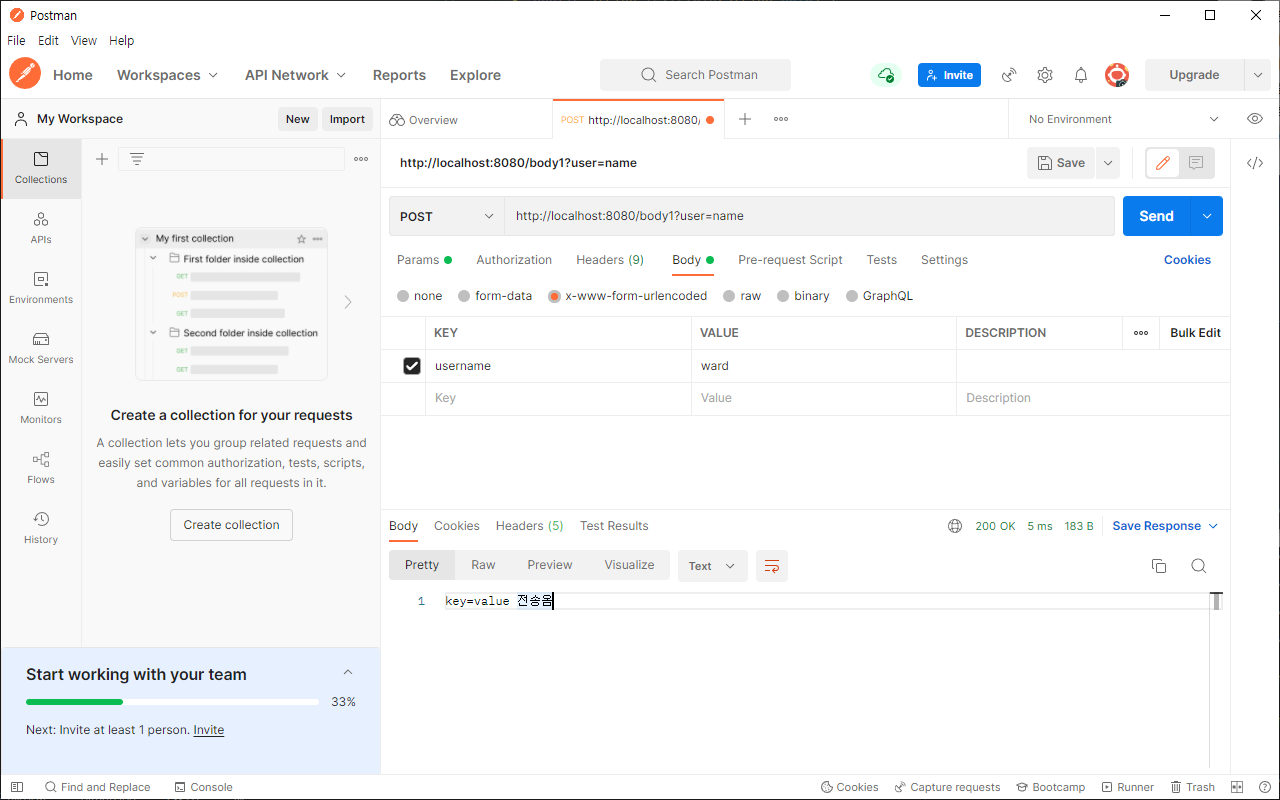 Postman
File Edit View Help
Home Workspaces API Network Reports Explore Search Postman Invite Upgrade
My Workspace New Import Overview POST http://localhost:8080/ No Environment
Collections
APIs
Environments
Mock Servers
Monitors
Flows
History
My first collection
First folder inside collection
GET
POST
GET
Second folder inside collection
GET
GET
Create a collection for your requests
A collection lets you group related requests and
easily set common authorization, tests, scripts,
and variables for all requests in it.
Create collection
Start working with your team
33%
Next: Invite at least 1 person. Invite
http://localhost:8080/body1?user=name Save
POST http://localhost:8080/body1?user=name Send
Params Authorization Headers (9) Body Pre-request Script Tests Settings Cookies
none form-data x-www-form-urlencoded raw binary GraphQL
KEY VALUE DESCRIPTION Bulk Edit
username ward
Key Value Description
Body Cookies Headers (5) Test Results 200 OK 5 ms 183 B Save Response
Pretty Raw Preview Visualize Text
1 key=value 전송옴
Find and Replace Console Cookies Capture requests Bootcamp Runner Trash